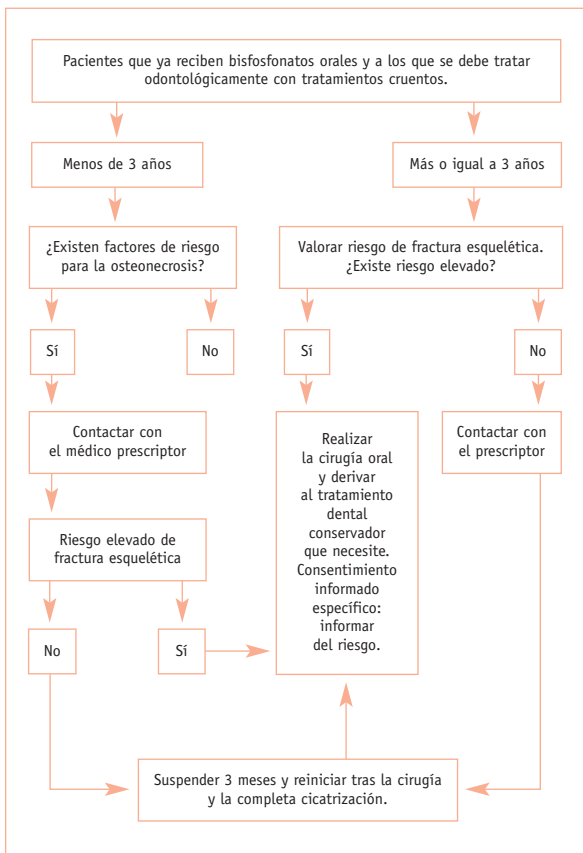 Pacientes que ya reciben bisfosfonatos orales y a los que se debe tratar
odontológicamente con tratamientos cruentos.
Menos de 3 años
Más o igual a 3 años
¿Existen factores de riesgo
para la osteonecrosis?
Valorar riesgo de fractura esquelética.
¿Existe riesgo elevado?
Sí
No
Sí
No
Contactar con
el médico prescriptor
Realizar
la cirugía oral
y derivar
al tratamiento
dental
conservador
que necesite.
Consentimiento
informado
específico:
informar
del riesgo.
Contactar con
el prescriptor
Riesgo elevado de
fractura esquelética
No
Sí
Suspender 3 meses y reiniciar tras la cirugía
y la completa cicatrización.